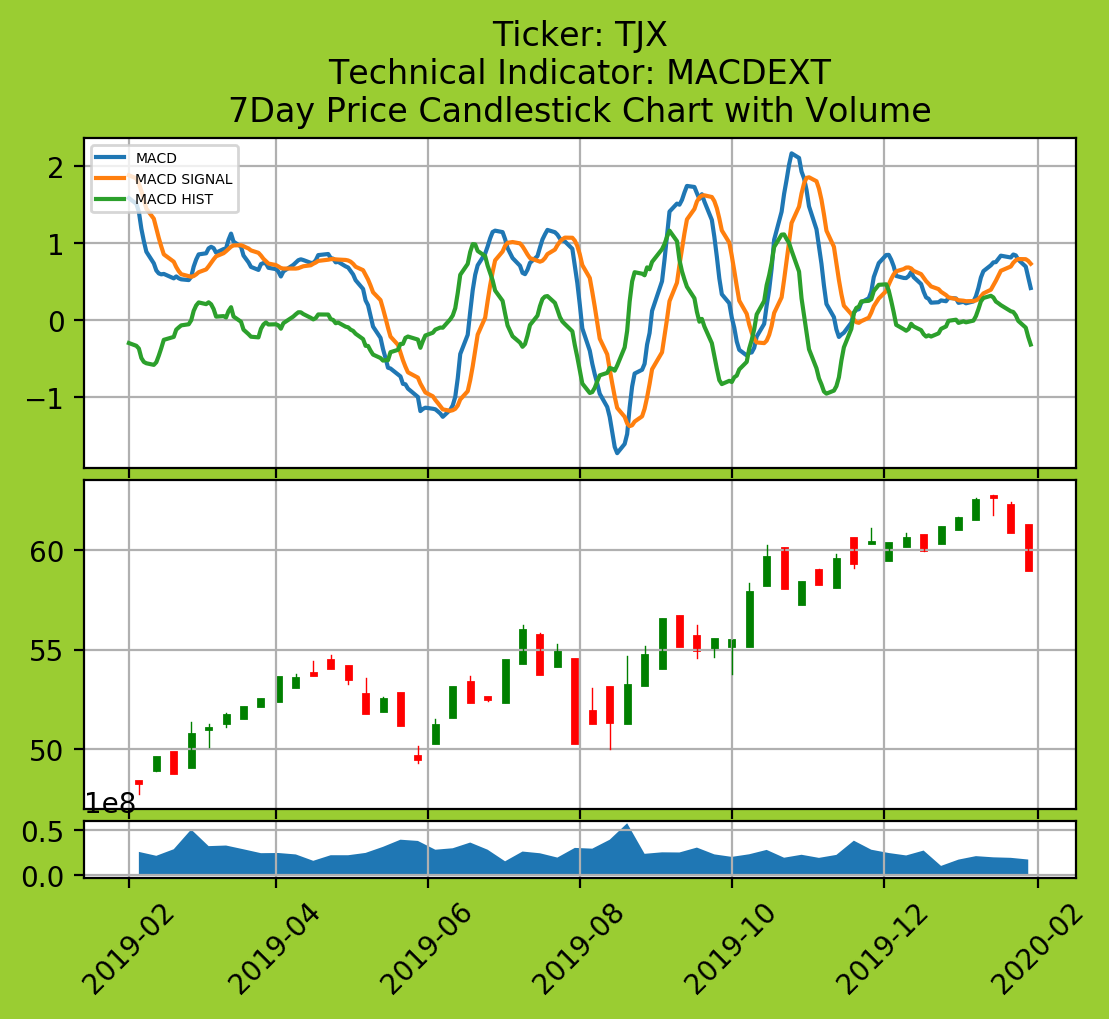 Ticker: TJX
Technical Indicator: MACDEXT
7Day Price Candlestick Chart with Volume
MACD
MACD SIGNAL
MACD HIST
2
1
0
−1
60
55
50
1e8
0.5
0.0
2019-02
2019-04
2019-06
2019-08
2019-10
2019-12
2020-02